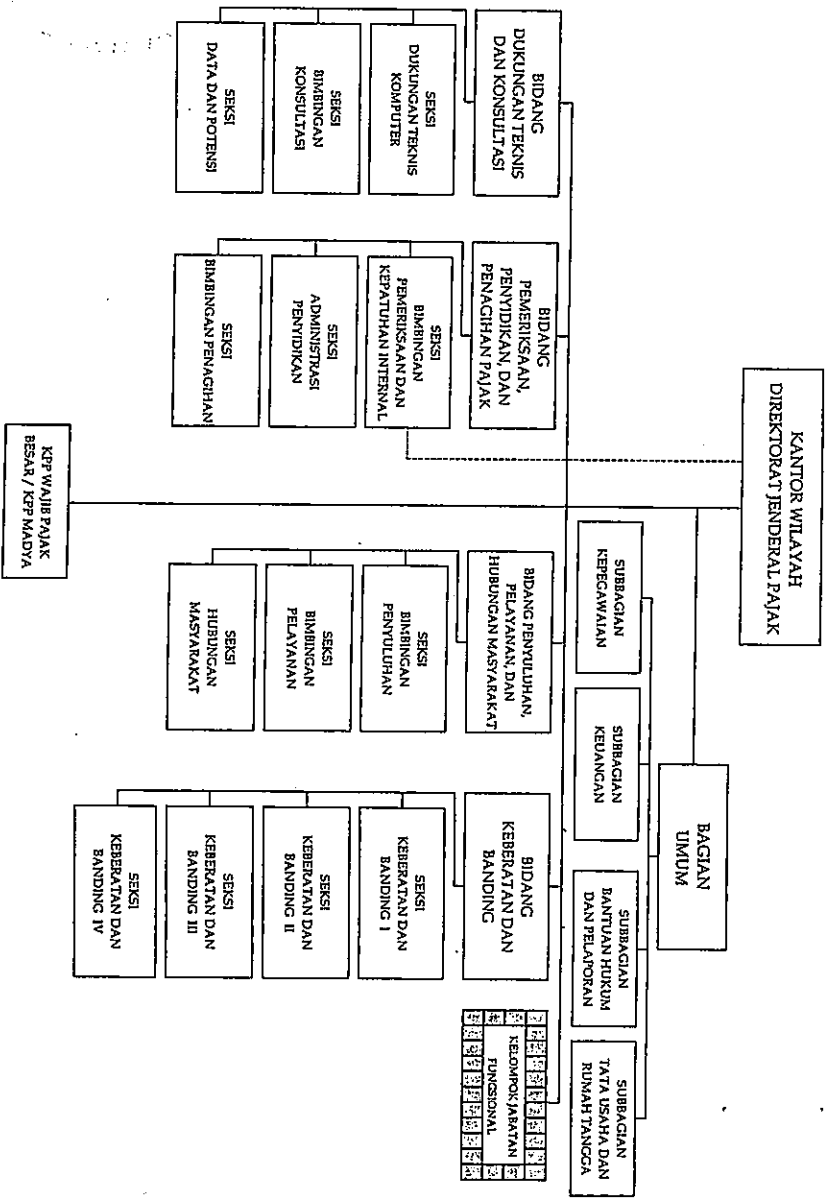 KANTOR WILAYAH
DIREKTORAT JENDERAL PAJAK
BAGIAN
UMUM
SUBBAGIAN
KEPEGAWAIAN
SUBBAGIAN
KEUANGAN
SUBBAGIAN
BANTUAN HUKUM
DAN PELAPORAN
SUBBAGIAN
TATA USAHA DAN
RUMAH TANGGA
BIDANG
DUKUNGAN TEKNIS
DAN KONSULTASI
SEKSI
DUKUNGAN TEKNIS
KOMPUTER
SEKSI
BIMBINGAN
KONSULTASI
SEKSI
DATA DAN POTENSI
BIDANG
PEMERIKSAAN,
PENYIDIKAN, DAN
PENAGIHAN PAJAK
SEKSI
BIMBINGAN
PEMERIKSAAN DAN
KEPATUHAN INTERNAL
SEKSI
ADMINISTRASI
PENYIDIKAN
SEKSI
BIMBINGAN PENAGIHAN
BIDANG PENYULUHAN,
PELAYANAN, DAN
HUBUNGAN MASYARAKAT
SEKSI
BIMBINGAN
PENYULUHAN
SEKSI
BIMBINGAN
PELAYANAN
SEKSI
HUBUNGAN
MASYARAKAT
BIDANG
KEBERATAN DAN
BANDING
SEKSI
KEBERATAN DAN
BANDING I
SEKSI
KEBERATAN DAN
BANDING II
SEKSI
KEBERATAN DAN
BANDING III
SEKSI
KEBERATAN DAN
BANDING IV
KELOMPOK JABATAN
FUNGSIONAL
KPP WAJIB PAJAK
BESAR / KPP MADYA